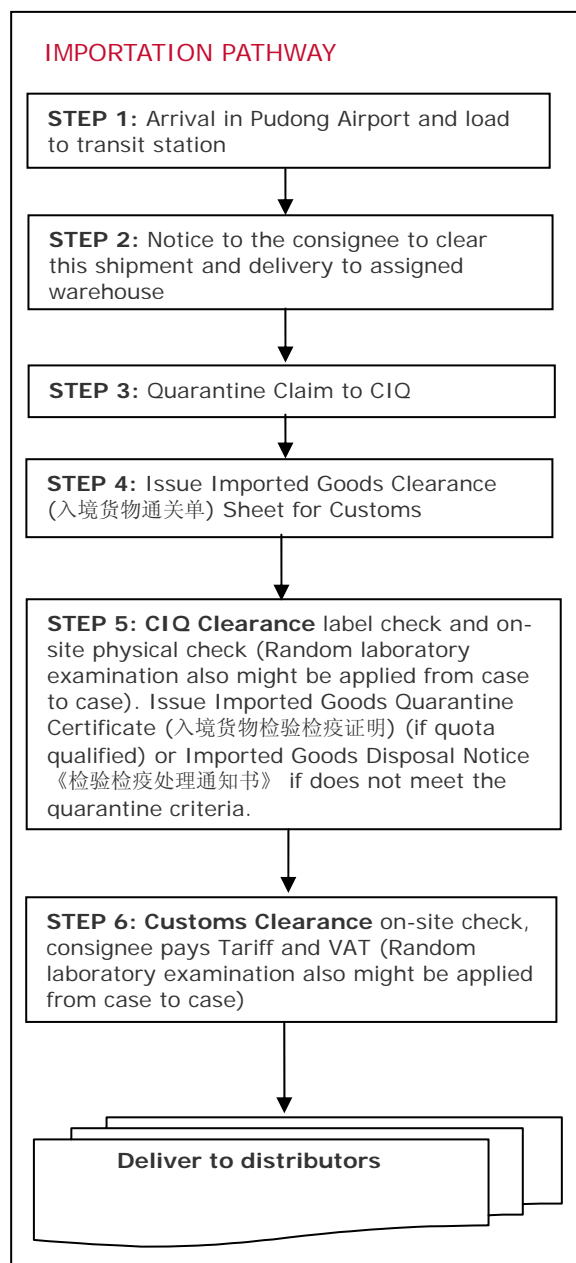 IMPORTATION PATHWAY
STEP 1: Arrival in Pudong Airport and load
to transit station
STEP 2: Notice to the consignee to clear
this shipment and delivery to assigned
warehouse
STEP 3: Quarantine Claim to CIQ
STEP 4: Issue Imported Goods Clearance
(入境货物通关单) Sheet for Customs
STEP 5: CIQ Clearance label check and on-
site physical check (Random laboratory
examination also might be applied from case
to case). Issue Imported Goods Quarantine
Certificate (入境货物检验检疫证明) (if quota
qualified) or Imported Goods Disposal Notice
《检验检疫处理通知书》 if does not meet the
quarantine criteria.
STEP 6: Customs Clearance on-site check,
consignee pays Tariff and VAT (Random
laboratory examination also might be applied
from case to case)
Deliver to distributors